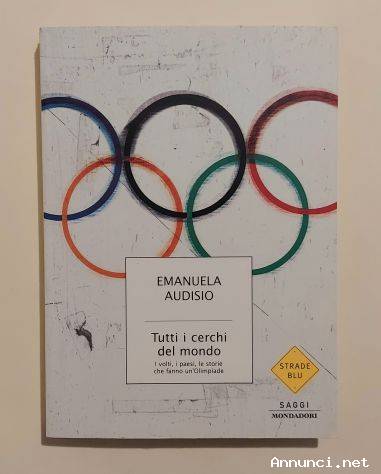 EMANUELA
AUDISIO
Tutti i cerchi
del mondo
I volti, i paesi, le storie
che fanno un'Olimpiade
STRADE
BLU
SAGGI
MONDADORI
Annunci.net